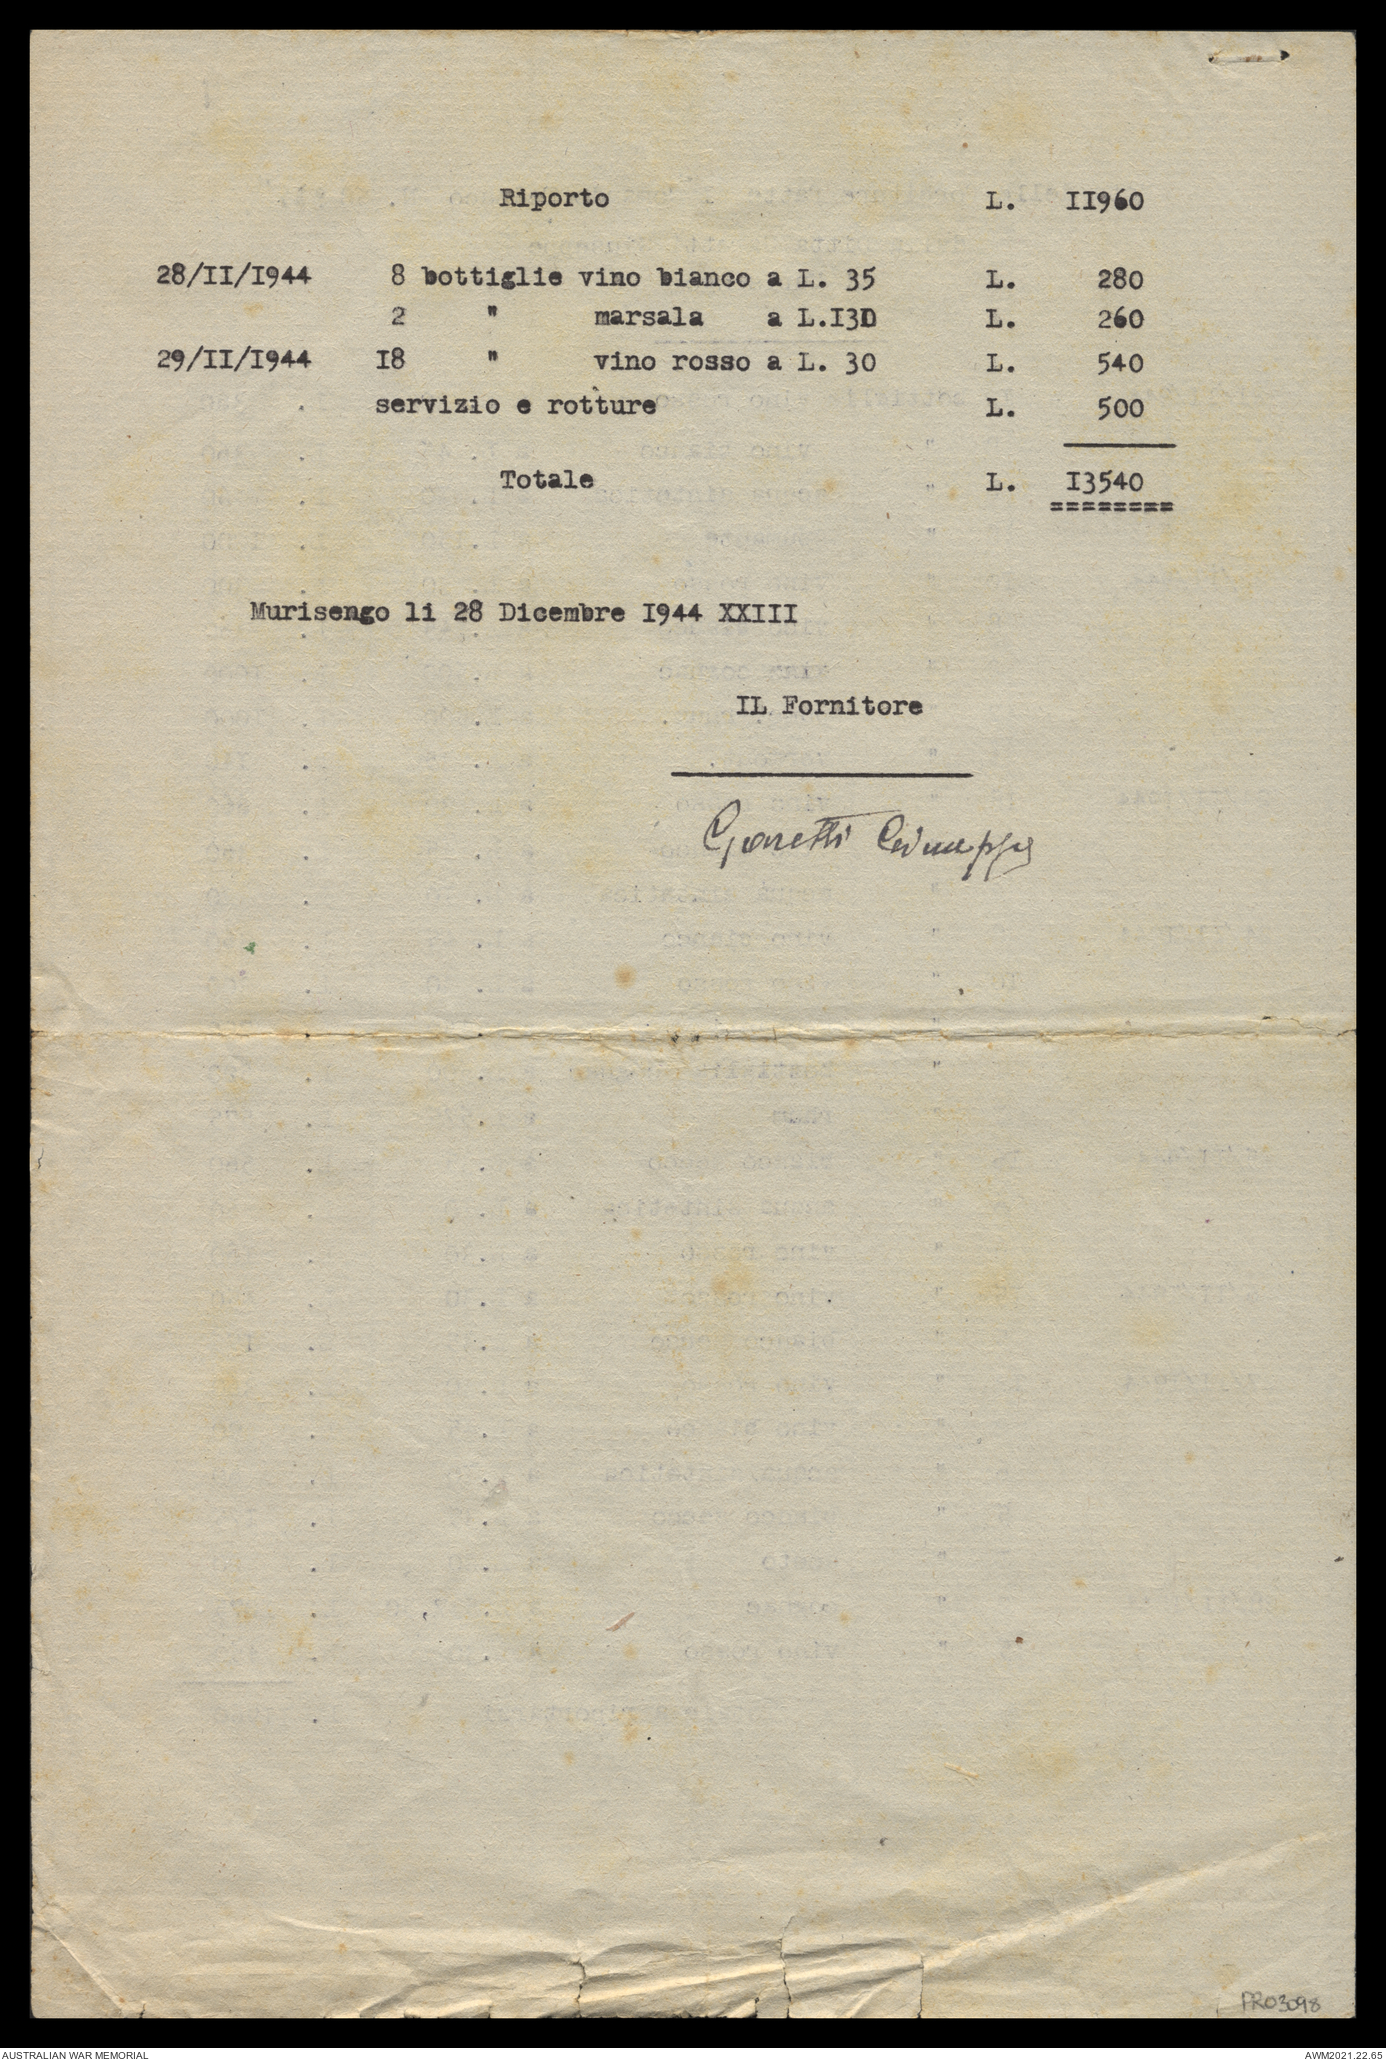 Riporto L. II960
28/II/I944 8 bottiglie vino bianco a L. 35 L. 280
2 " marsala a L.I3D L. 260
29/II/I944 I8 " vino rosso a L. 30 L. 540
servizio e rotture L. 500
Totale L. I3540
========
Murisengo li 28 Dicembre I944 XXIII
IL Fornitore
PR03098
AUSTRALIAN WAR MEMORIAL AWM2021.22.65